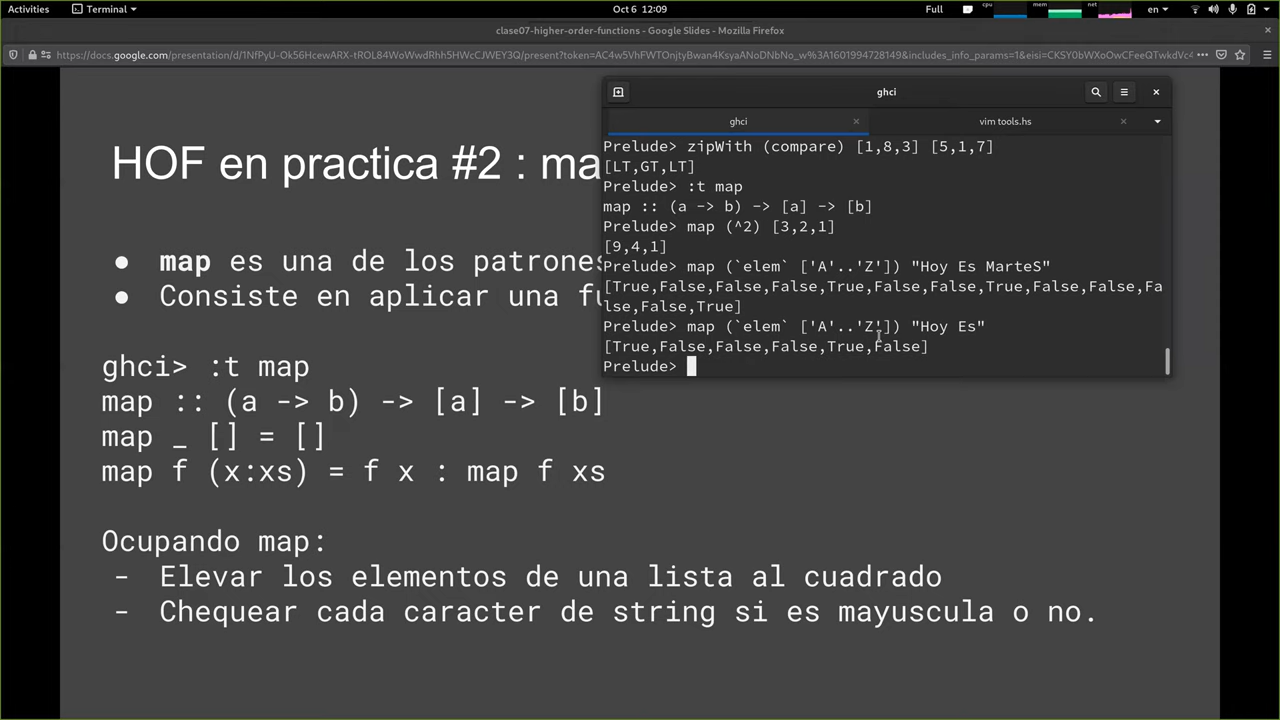 Activities
Terminal
Oct 6 12:09
Full
cpu
mem
net
en
clase07-higher-order-functions - Google Slides - Mozilla Firefox
ghci
ghci
vim tools.hs
Prelude> zipWith (compare) [1,8,3] [5,1,7]
[LT,GT,LT]
Prelude> :t map
map :: (a -> b) -> [a] -> [b]
Prelude> map (^2) [3,2,1]
[9,4,1]
Prelude> map (`elem` ['A'..'Z']) "Hoy Es MarteS"
[True,False,False,False,True,False,False,True,False,False,Fa
lse,False,True]
Prelude> map (`elem` ['A'..'Z']) "Hoy Es"
[True,False,False,False,True,False]
Prelude>
HOF en practica #2 : ma
● map es una de los patrones
● Consiste en aplicar una fu
ghci> :t map
map :: (a -> b) -> [a] -> [b]
map _ [] = []
map f (x:xs) = f x : map f xs
Ocupando map:
- Elevar los elementos de una lista al cuadrado
- Chequear cada caracter de string si es mayuscula o no.